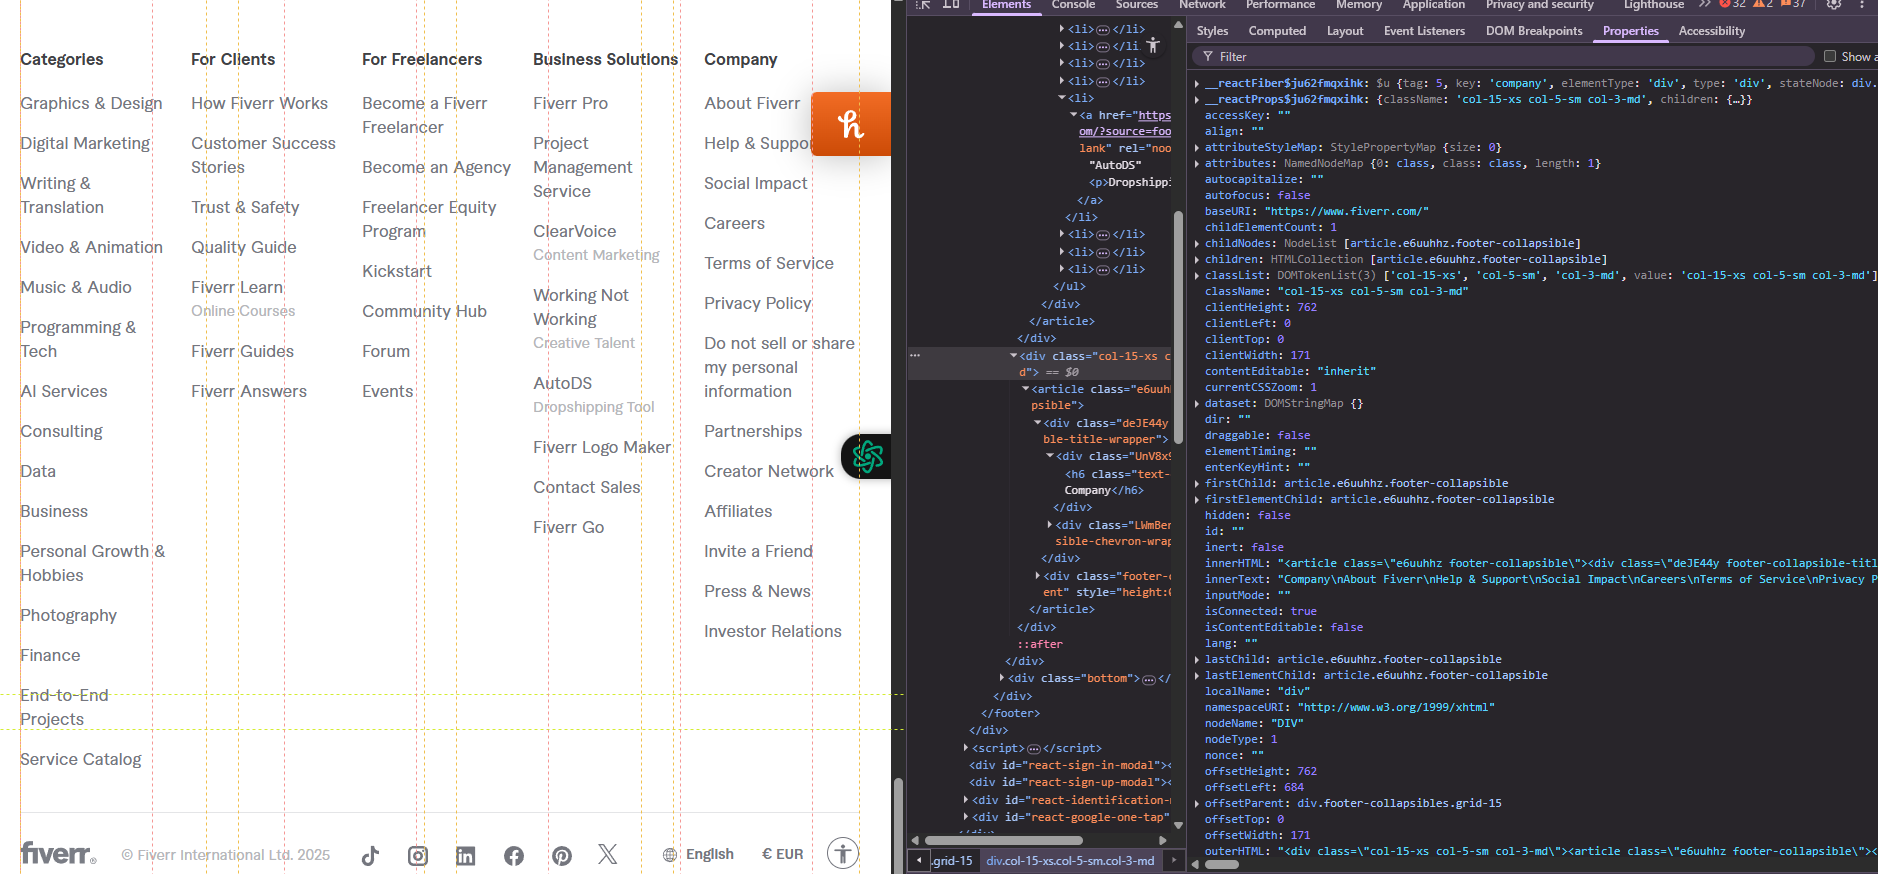 Categories
Graphics & Design
Digital Marketing
Writing &
Translation
Video & Animation
Music & Audio
Programming &
Tech
AI Services
Consulting
Data
Business
Personal Growth &
Hobbies
Photography
Finance
End-to-End
Projects
Service Catalog
For Clients
How Fiverr Works
Customer Success
Stories
Trust & Safety
Quality Guide
Fiverr Learn
Online Courses
Fiverr Guides
Fiverr Answers
For Freelancers
Become a Fiverr
Freelancer
Become an Agency
Freelancer Equity
Program
Kickstart
Community Hub
Forum
Events
Business Solutions
Fiverr Pro
Project
Management
Service
ClearVoice
Content Marketing
Working Not
Working
Creative Talent
AutoDS
Dropshipping Tool
Fiverr Logo Maker
Contact Sales
Fiverr Go
Company
About Fiverr
Help & Suppo
Social Impact
Careers
Terms of Service
Privacy Policy
Do not sell or share
my personal
information
Partnerships
Creator Network
Affiliates
Invite a Friend
Press & News
Investor Relations
h
fiverr®
© Fiverr International Ltd. 2025
English
€ EUR
Elements Console Sources Network Performance Memory Application Privacy and security Lighthouse 32 2 37
<li>…</li>
<li>…</li>
<li>…</li>
<li>…</li>
<li>
<a href="https
om/?source=foo
lank" rel="noo
"AutoDS"
<p>Dropshippi
</a>
</li>
<li>…</li>
<li>…</li>
<li>…</li>
</ul>
</div>
</article>
</div>
<div class="col-15-xs c
d"> == $0
<article class="e6uuhh
psible">
<div class="deJE44y
ble-title-wrapper">
<div class="UnV8x9
<h6 class="text-
Company</h6>
</div>
<div class="LWmBer
sible-chevron-wrap
</div>
<div class="footer-c
ent" style="height:0
</article>
</div>
::after
</div>
<div class="bottom">…</
</div>
</footer>
</div>
<script>…</script>
<div id="react-sign-in-modal"><
<div id="react-sign-up-modal"><
<div id="react-identification-
<div id="react-google-one-tap"
</div>
.grid-15 div.col-15-xs.col-5-sm.col-3-md
Styles Computed Layout Event Listeners DOM Breakpoints Properties Accessibility
Filter
Show a
__reactFiber$ju62fmqxihk: $u {tag: 5, key: 'company', elementType: 'div', type: 'div', stateNode: div.
__reactProps$ju62fmqxihk: {className: 'col-15-xs col-5-sm col-3-md', children: {…}}
accessKey: ""
align: ""
attributeStyleMap: StylePropertyMap {size: 0}
attributes: NamedNodeMap {0: class, class: class, length: 1}
autocapitalize: ""
autofocus: false
baseURI: "https://www.fiverr.com/"
childElementCount: 1
childNodes: NodeList [article.e6uuhhz.footer-collapsible]
children: HTMLCollection [article.e6uuhhz.footer-collapsible]
classList: DOMTokenList(3) ['col-15-xs', 'col-5-sm', 'col-3-md', value: 'col-15-xs col-5-sm col-3-md']
className: "col-15-xs col-5-sm col-3-md"
clientHeight: 762
clientLeft: 0
clientTop: 0
clientWidth: 171
contentEditable: "inherit"
currentCSSZoom: 1
dataset: DOMStringMap {}
dir: ""
draggable: false
elementTiming: ""
enterKeyHint: ""
firstChild: article.e6uuhhz.footer-collapsible
firstElementChild: article.e6uuhhz.footer-collapsible
hidden: false
id: ""
inert: false
innerHTML: "<article class=\"e6uuhhz footer-collapsible\"><div class=\"deJE44y footer-collapsible-titl
innerText: "Company\nAbout Fiverr\nHelp & Support\nSocial Impact\nCareers\nTerms of Service\nPrivacy P
inputMode: ""
isConnected: true
isContentEditable: false
lang: ""
lastChild: article.e6uuhhz.footer-collapsible
lastElementChild: article.e6uuhhz.footer-collapsible
localName: "div"
namespaceURI: "http://www.w3.org/1999/xhtml"
nodeName: "DIV"
nodeType: 1
nonce: ""
offsetHeight: 762
offsetLeft: 684
offsetParent: div.footer-collapsibles.grid-15
offsetTop: 0
offsetWidth: 171
outerHTML: "<div class=\"col-15-xs col-5-sm col-3-md\"><article class=\"e6uuhhz footer-collapsible\"><